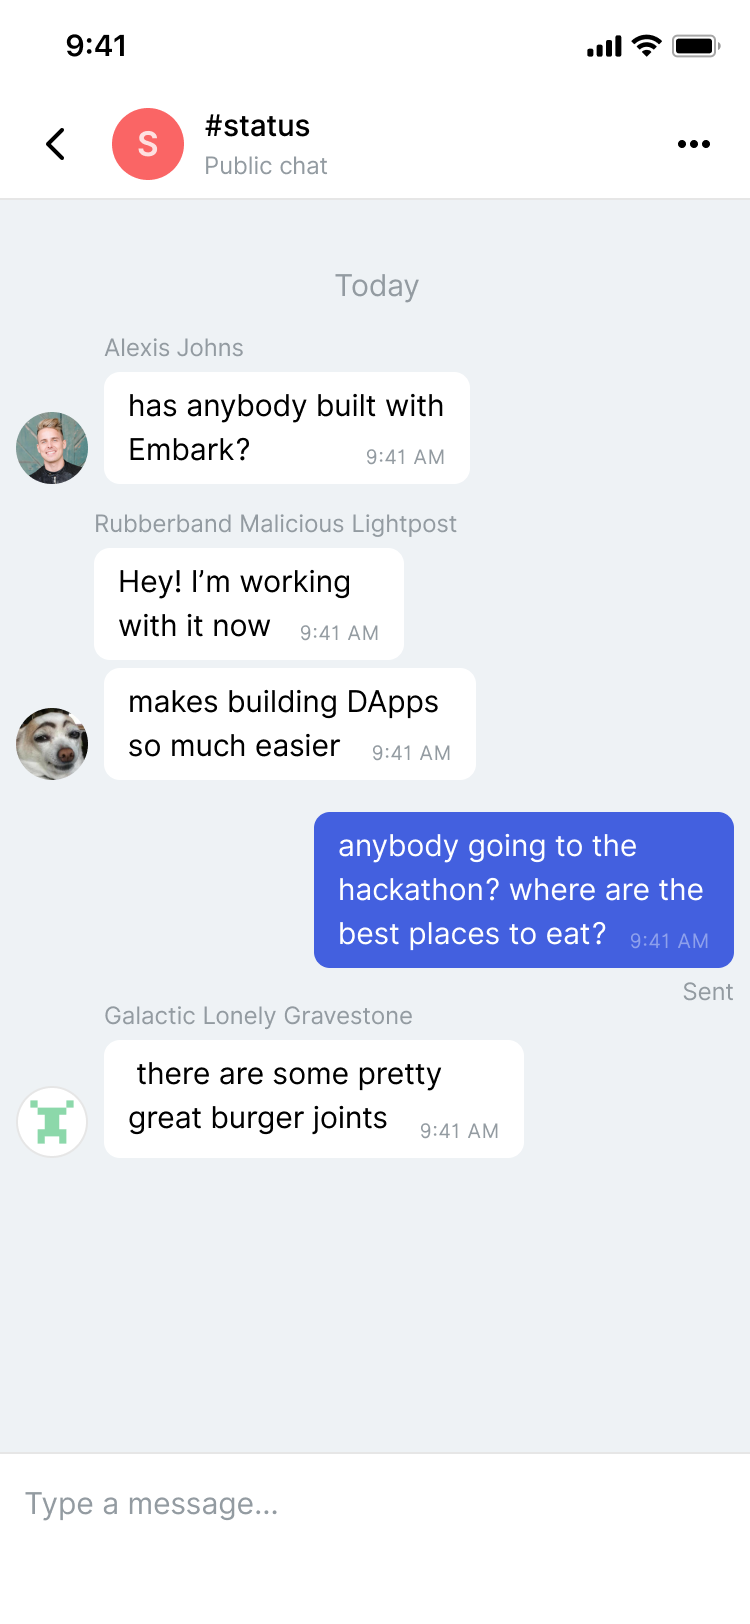 9:41
S
#status
Public chat
Today
Alexis Johns
has anybody built with
Embark?
9:41 AM
Rubberband Malicious Lightpost
Hey! I’m working
with it now
9:41 AM
makes building DApps
so much easier
9:41 AM
anybody going to the
hackathon? where are the
best places to eat?
9:41 AM
Sent
Galactic Lonely Gravestone
there are some pretty
great burger joints
9:41 AM
Type a message...